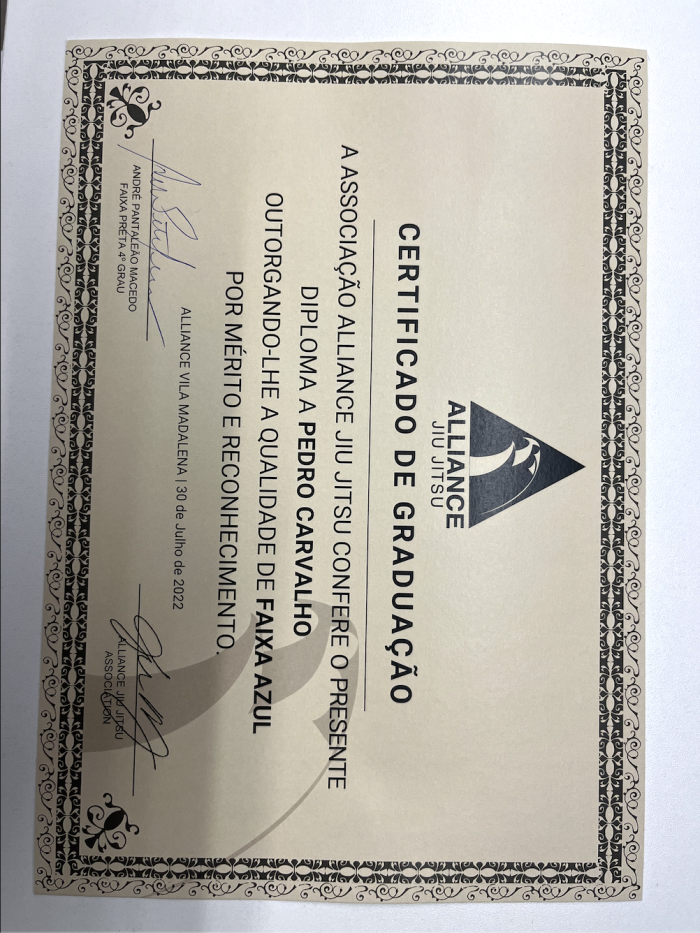 ALLIANCE
JIU JITSU
CERTIFICADO DE GRADUAÇÃO
A ASSOCIAÇÃO ALLIANCE JIU JITSU CONFERE O PRESENTE
DIPLOMA A PEDRO CARVALHO
OUTORGANDO-LHE A QUALIDADE DE FAIXA AZUL
POR MÉRITO E RECONHECIMENTO.
ALLIANCE VILA MADALENA | 30 de Julho de 2022
ANDRÉ PANTALEÃO MACEDO
FAIXA PRETA 4º GRAU
ALLIANCE JIU JITSU
ASSOCIATION